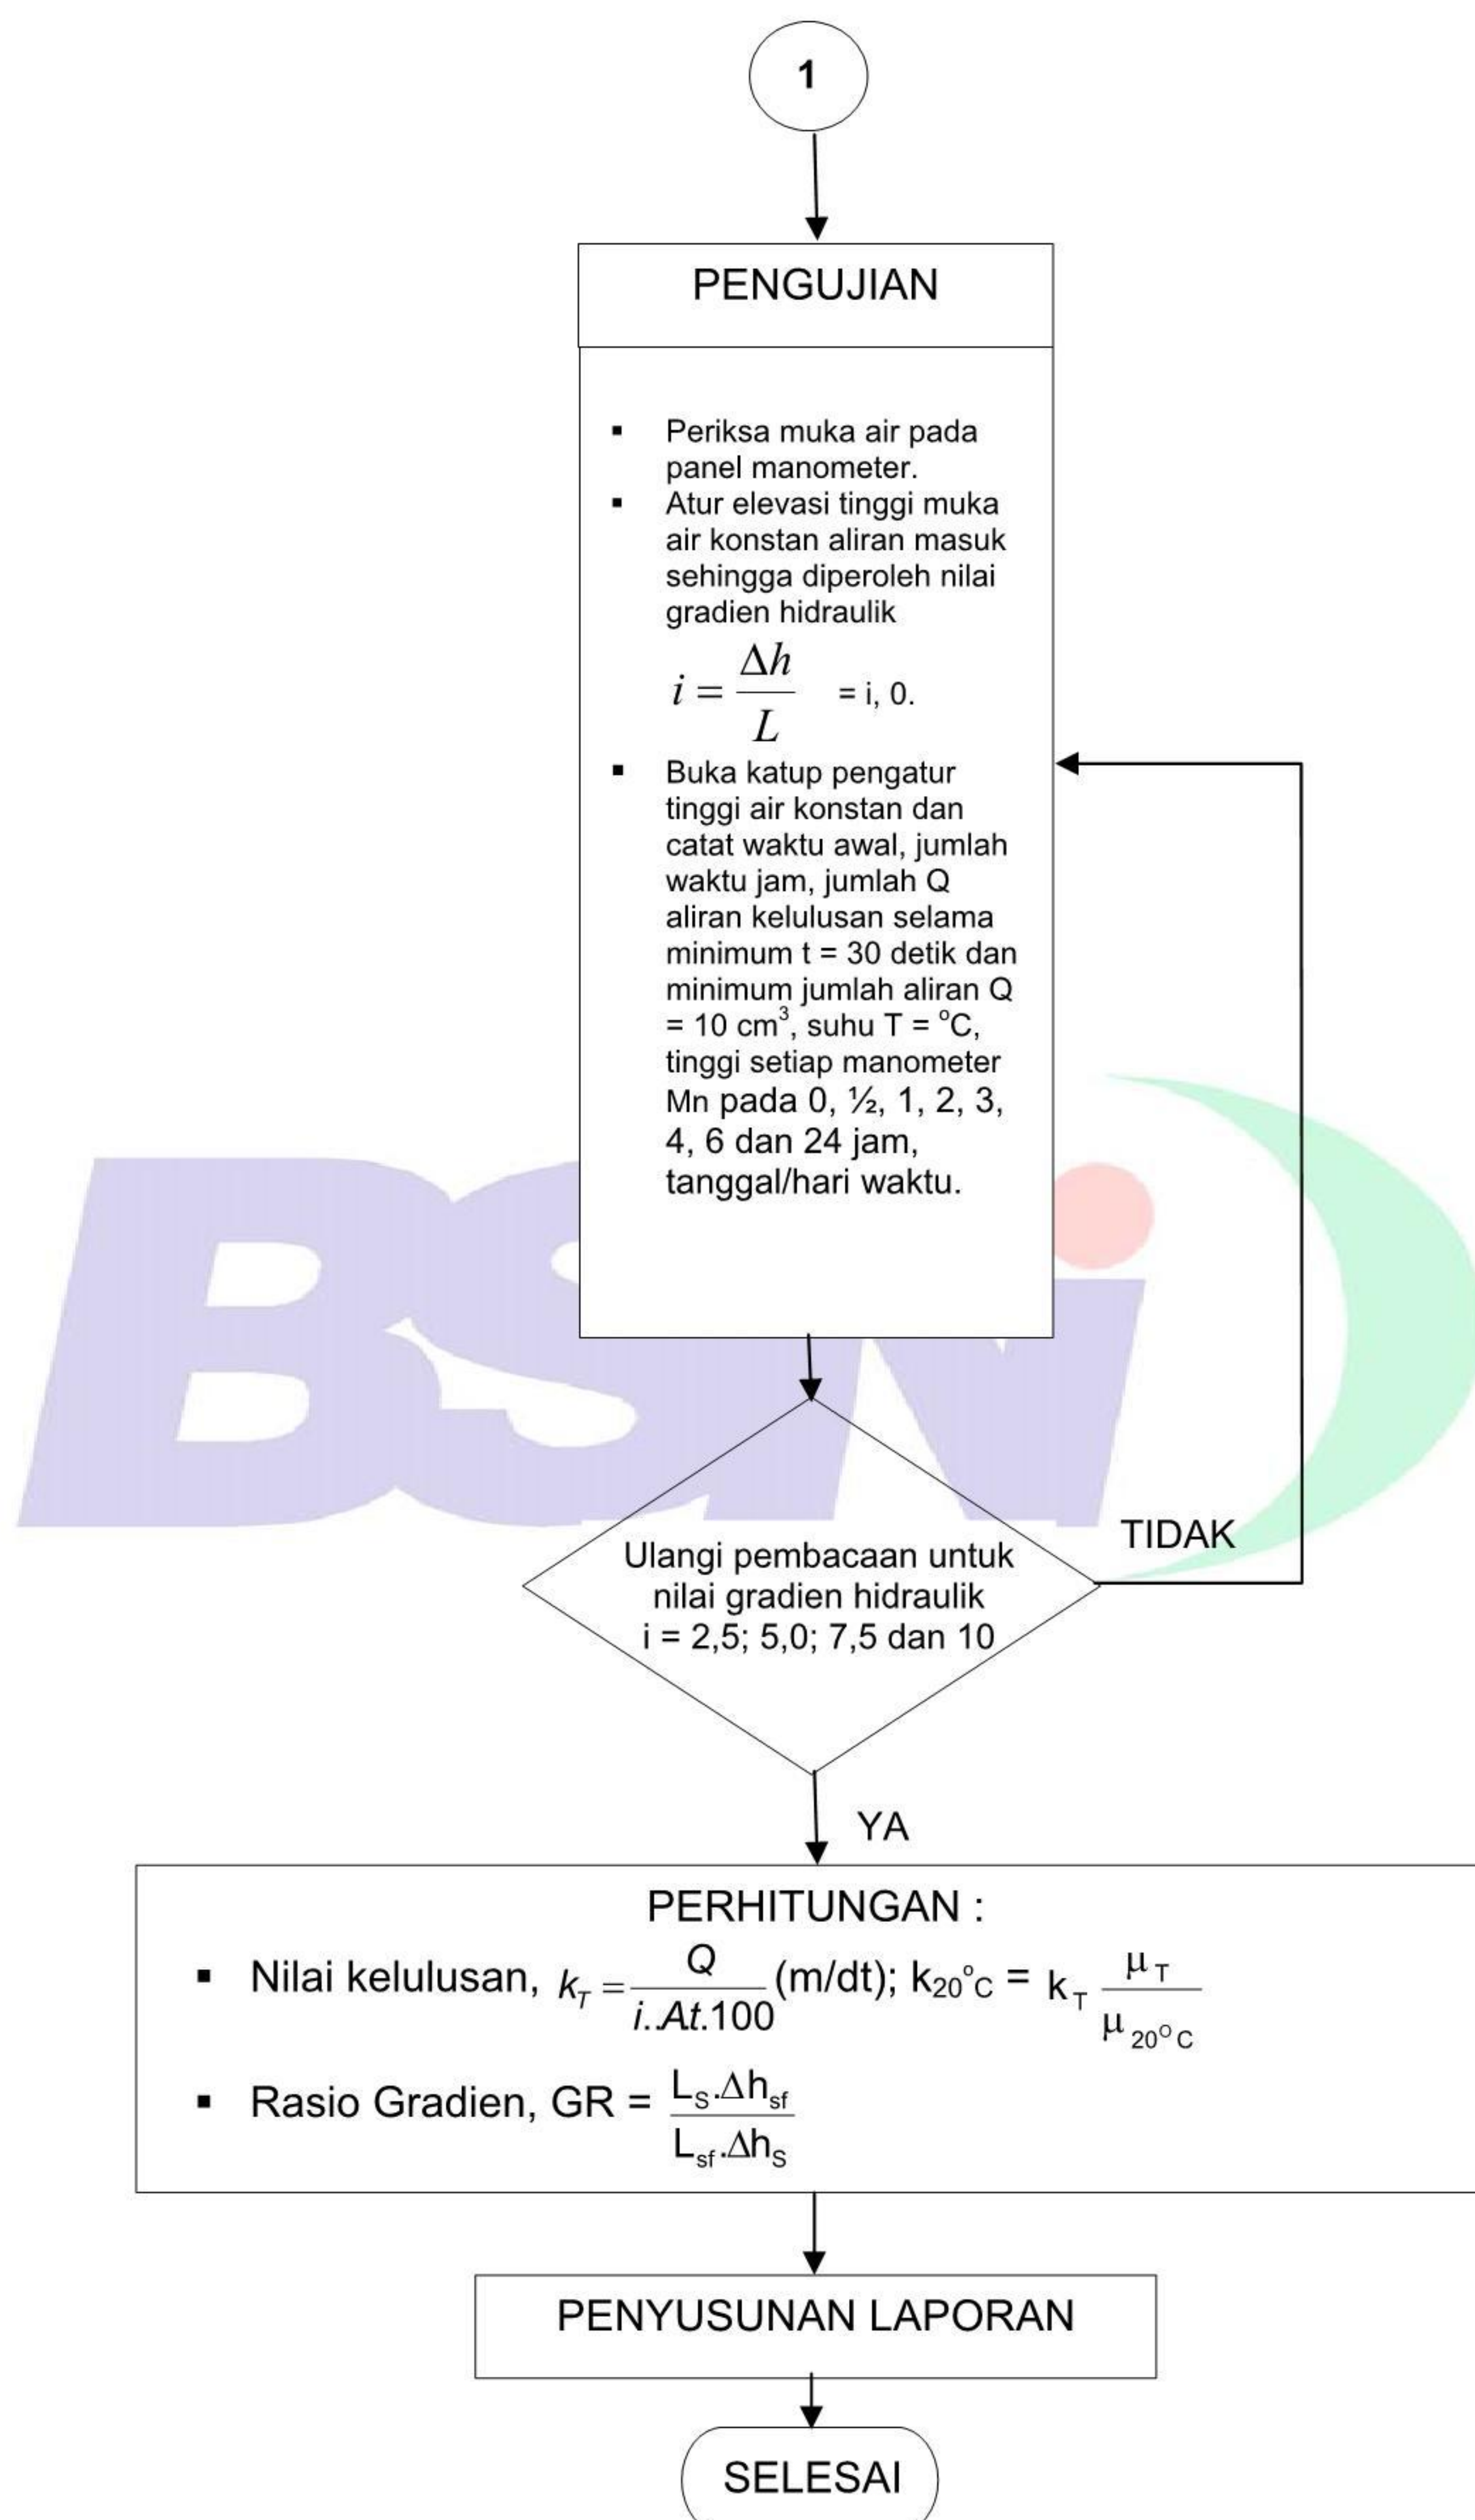 1
PENGUJIAN
▪ Periksa muka air pada
panel manometer.
▪ Atur elevasi tinggi muka
air konstan aliran masuk
sehingga diperoleh nilai
gradien hidraulik
i = Δh / L = i, 0.
▪ Buka katup pengatur
tinggi air konstan dan
catat waktu awal, jumlah
waktu jam, jumlah Q
aliran kelulusan selama
minimum t = 30 detik dan
minimum jumlah aliran Q
= 10 cm³, suhu T = °C,
tinggi setiap manometer
Mn pada 0, ½, 1, 2, 3,
4, 6 dan 24 jam,
tanggal/hari waktu.
BSNi
TIDAK
Ulangi pembacaan untuk
nilai gradien hidraulik
i = 2,5; 5,0; 7,5 dan 10
YA
PERHITUNGAN :
▪ Nilai kelulusan, k_T = Q / i..At.100 (m/dt); k_20°C = k_T μ_T / μ_20°C
▪ Rasio Gradien, GR = L_S.Δh_sf / L_sf.Δh_S
PENYUSUNAN LAPORAN
SELESAI